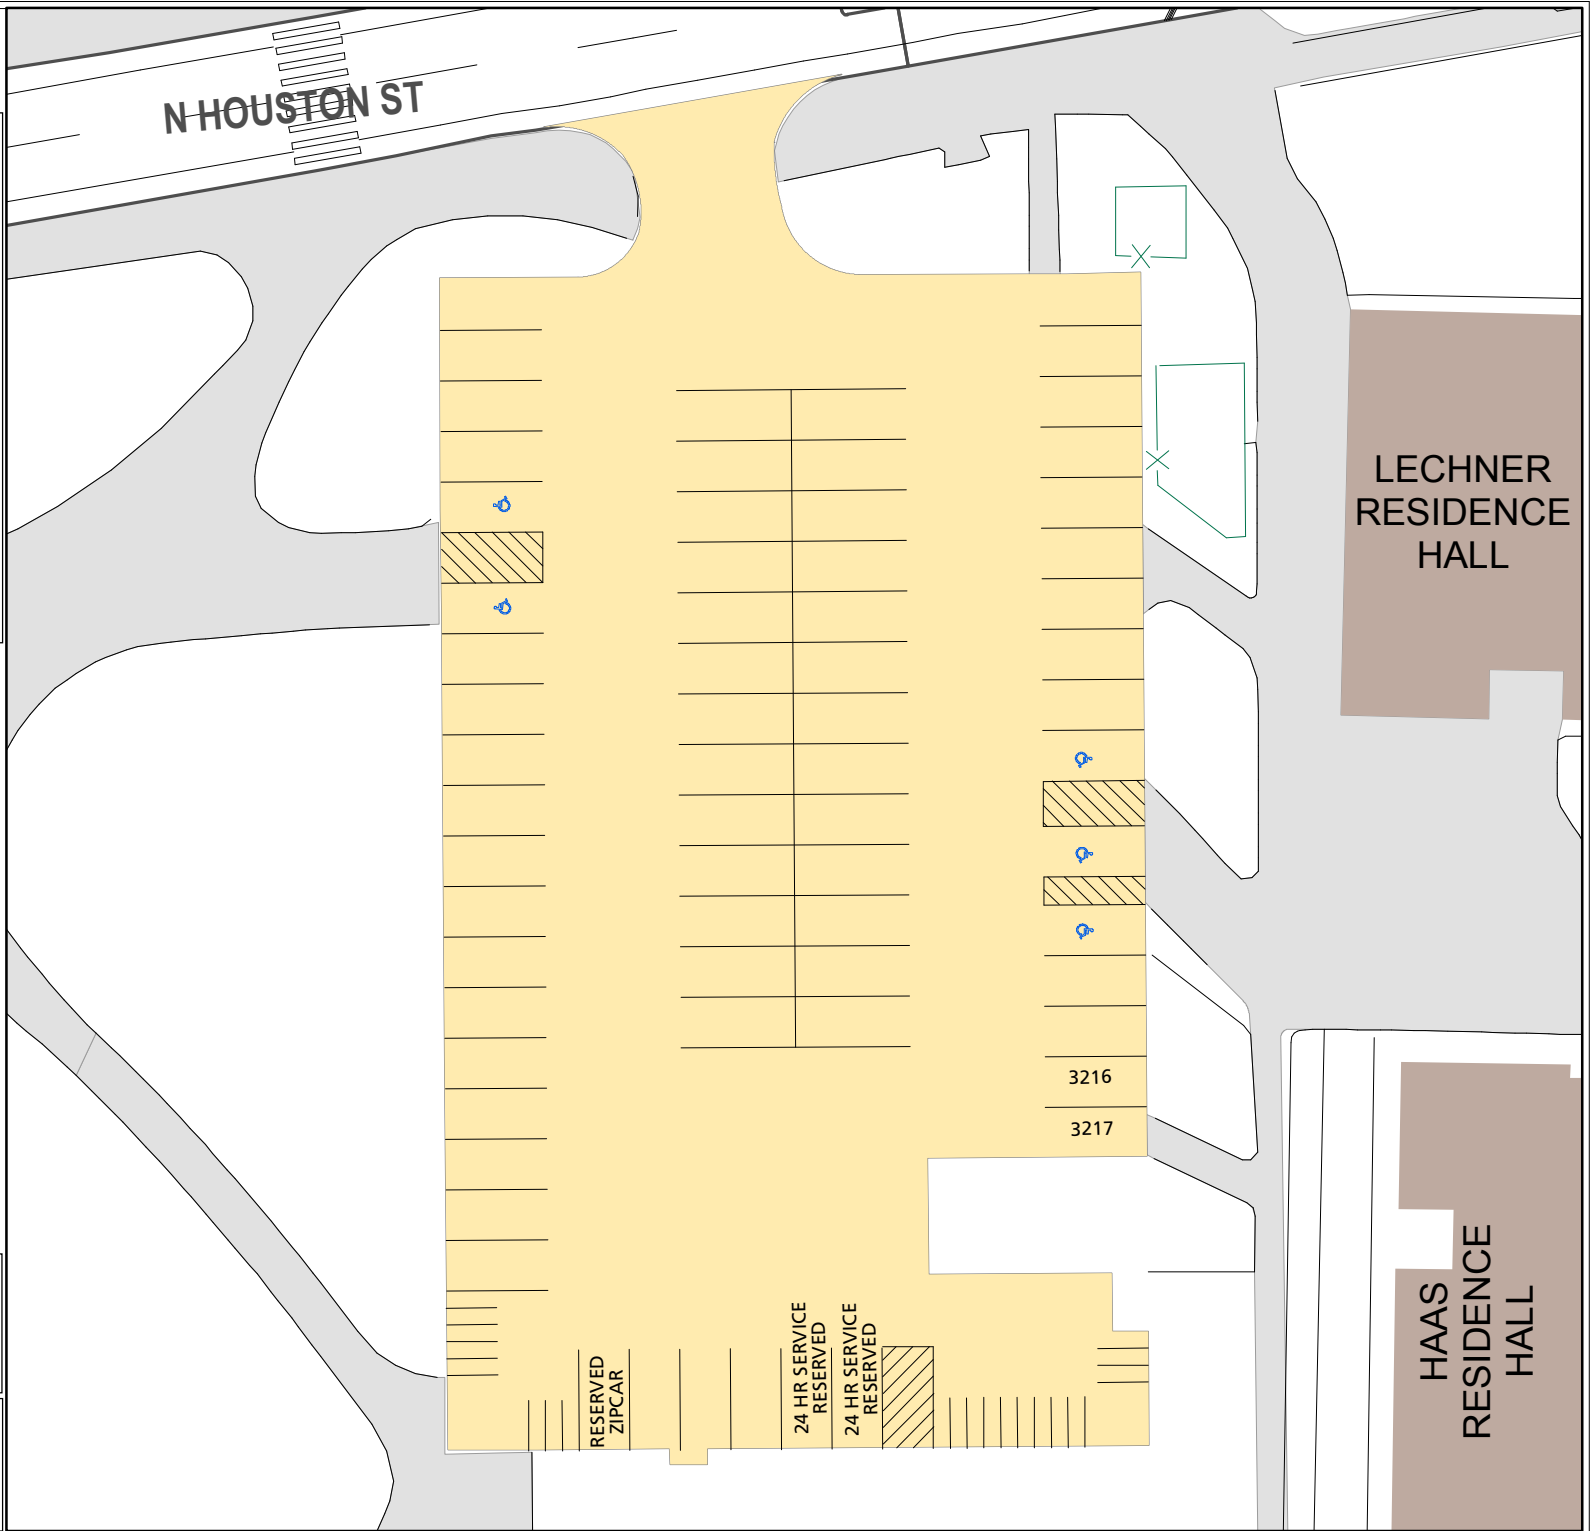 N HOUSTON ST
LECHNER
RESIDENCE
HALL
3216
3217
RESERVED
ZIPCAR
24 HR SERVICE
RESERVED
24 HR SERVICE
RESERVED
HAAS
RESIDENCE
HALL